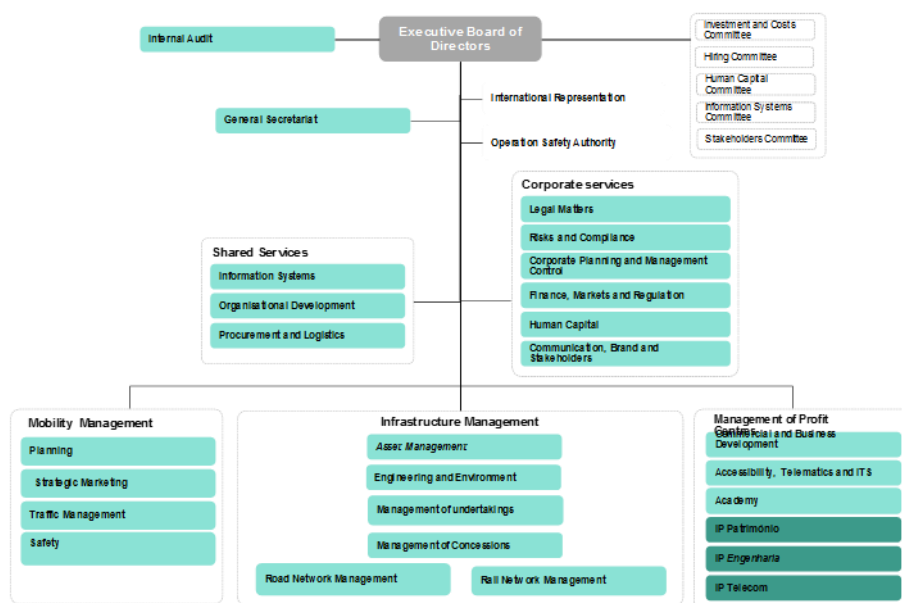 Internal Audit
Executive Board of
Directors
Investment and Costs
Committee
Hiring Committee
Human Capital
Committee
Information Systems
Committee
Stakeholders Committee
International Representation
General Secretariat
Operation Safety Authority
Corporate services
Legal Matters
Risks and Compliance
Corporate Planning and Management
Control
Finance, Markets and Regulation
Human Capital
Communication, Brand and
Stakeholders
Shared Services
Information Systems
Organisational Development
Procurement and Logistics
Mobility Management
Planning
Strategic Marketing
Traffic Management
Safety
Infrastructure Management
Asset Management
Engineering and Environment
Management of undertakings
Management of Concessions
Road Network Management
Rail Network Management
Management of Profit
Centres
Commercial and Business
Development
Accessibility, Telematics and ITS
Academy
IP Património
IP Engenharia
IP Telecom